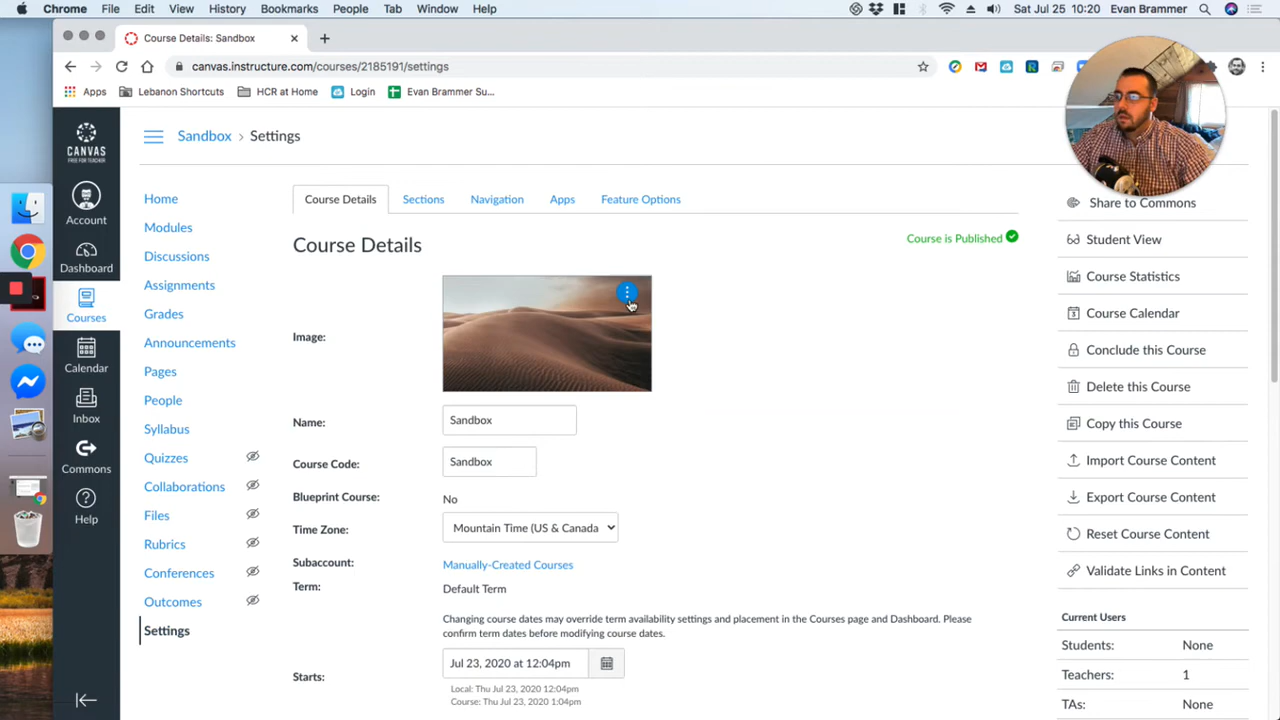 Chrome File Edit View History Bookmarks People Tab Window Help Sat Jul 25 10:20 Evan Brammer
Course Details: Sandbox
canvas.instructure.com/courses/2185191/settings
Apps Lebanon Shortcuts HCR at Home Login Evan Brammer Su...
CANVAS
FREE FOR TEACHER
Account
Dashboard
Courses
Calendar
Inbox
Commons
Help
Sandbox > Settings
Home
Modules
Discussions
Assignments
Grades
Announcements
Pages
People
Syllabus
Quizzes
Collaborations
Files
Rubrics
Conferences
Outcomes
Settings
Course Details Sections Navigation Apps Feature Options
Course Details
Course is Published
Image:
Name: Sandbox
Course Code: Sandbox
Blueprint Course: No
Time Zone: Mountain Time (US & Canada
Subaccount: Manually-Created Courses
Term: Default Term
Changing course dates may override term availability settings and placement in the Courses page and Dashboard. Please
confirm term dates before modifying course dates.
Starts: Jul 23, 2020 at 12:04pm
Local: Thu Jul 23, 2020 12:04pm
Course: Thu Jul 23, 2020 1:04pm
Share to Commons
Student View
Course Statistics
Course Calendar
Conclude this Course
Delete this Course
Copy this Course
Import Course Content
Export Course Content
Reset Course Content
Validate Links in Content
Current Users
Students: None
Teachers: 1
TAs: None